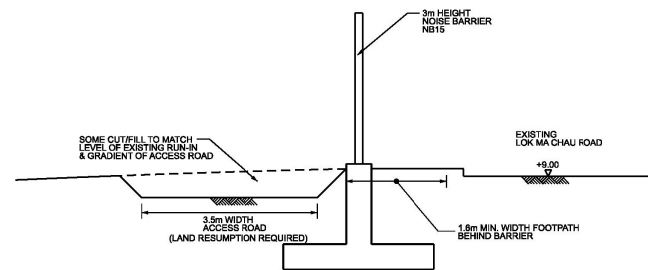 3m HEIGHT
NOISE BARRIER
NB15
SOME CUT/FILL TO MATCH
LEVEL OF EXISTING RUN-IN
& GRADIENT OF ACCESS ROAD
EXISTING
LOK MA CHAU ROAD
+9.00
3.5m WIDTH
ACCESS ROAD
(LAND RESUMPTION REQUIRED)
1.6m MIN. WIDTH FOOTPATH
BEHIND BARRIER